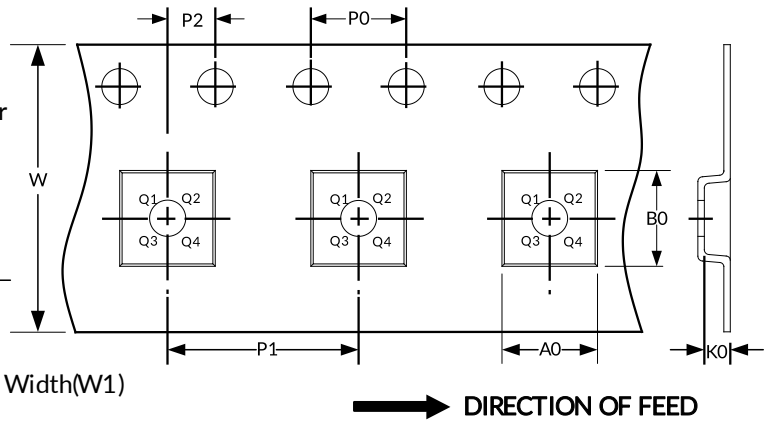 P2
P0
r
W
Q1 Q2
Q3 Q4
Q1 Q2
Q3 Q4
Q1 Q2
Q3 Q4
B0
P1
A0
K0
Width(W1)
DIRECTION OF FEED